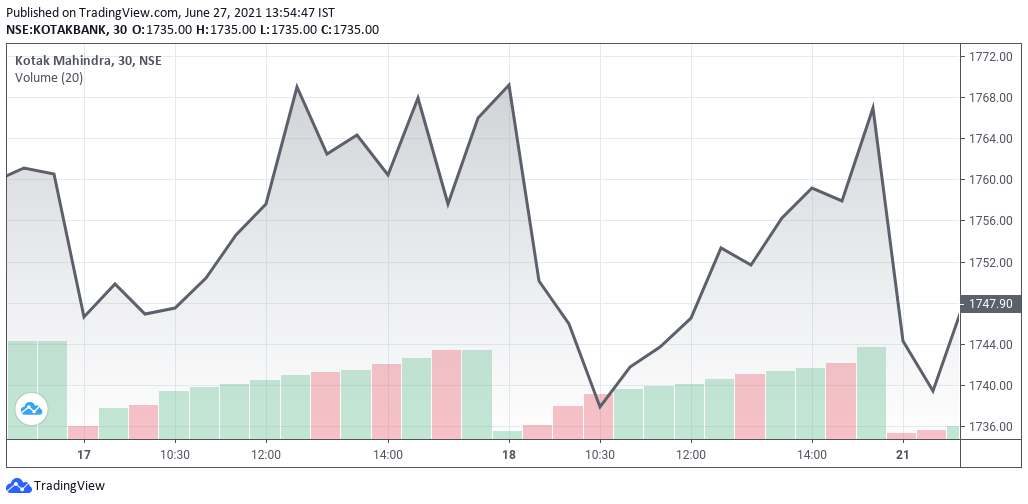 Published on TradingView.com, June 27, 2021 13:54:47 IST
NSE:KOTAKBANK, 30 O:1735.00 H:1735.00 L:1735.00 C:1735.00
Kotak Mahindra, 30, NSE
Volume (20)
1772.00
1768.00
1764.00
1760.00
1756.00
1752.00
1747.90
1744.00
1740.00
1736.00
17 10:30 12:00 14:00 18 10:30 12:00 14:00 21
TradingView